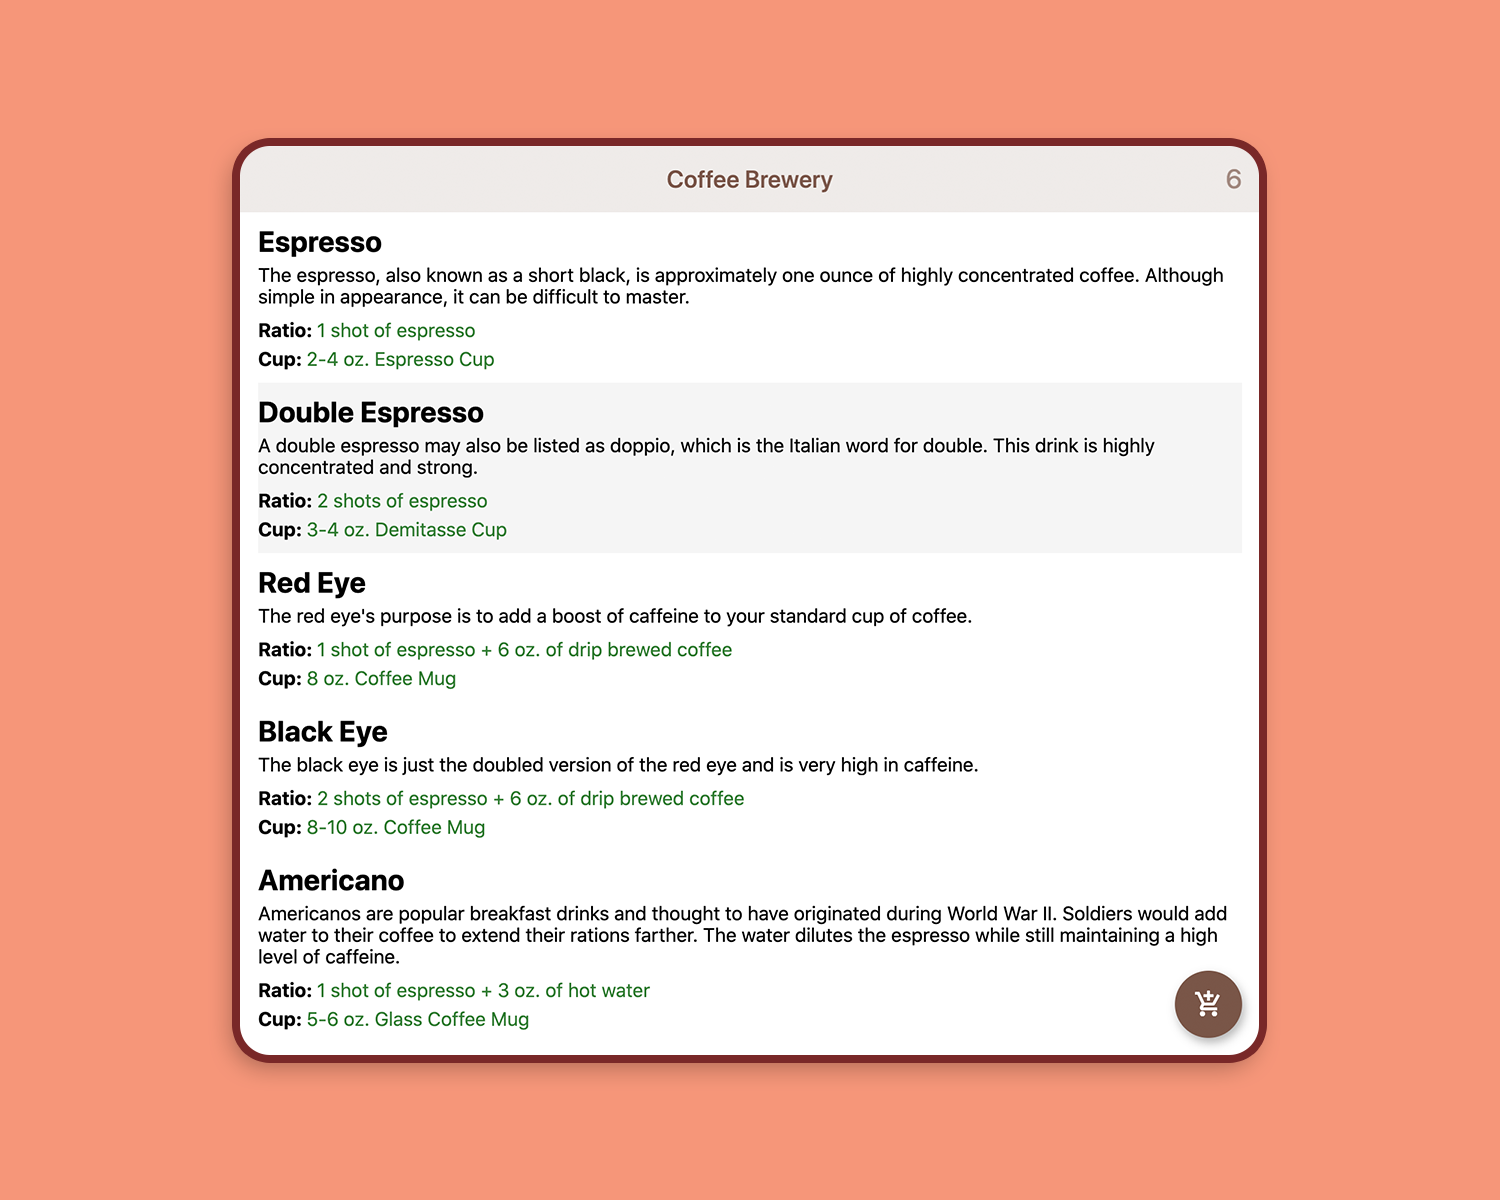 Coffee Brewery
6
Espresso
The espresso, also known as a short black, is approximately one ounce of highly concentrated coffee. Although
simple in appearance, it can be difficult to master.
Ratio: 1 shot of espresso
Cup: 2-4 oz. Espresso Cup
Double Espresso
A double espresso may also be listed as doppio, which is the Italian word for double. This drink is highly
concentrated and strong.
Ratio: 2 shots of espresso
Cup: 3-4 oz. Demitasse Cup
Red Eye
The red eye's purpose is to add a boost of caffeine to your standard cup of coffee.
Ratio: 1 shot of espresso + 6 oz. of drip brewed coffee
Cup: 8 oz. Coffee Mug
Black Eye
The black eye is just the doubled version of the red eye and is very high in caffeine.
Ratio: 2 shots of espresso + 6 oz. of drip brewed coffee
Cup: 8-10 oz. Coffee Mug
Americano
Americanos are popular breakfast drinks and thought to have originated during World War II. Soldiers would add
water to their coffee to extend their rations farther. The water dilutes the espresso while still maintaining a high
level of caffeine.
Ratio: 1 shot of espresso + 3 oz. of hot water
Cup: 5-6 oz. Glass Coffee Mug